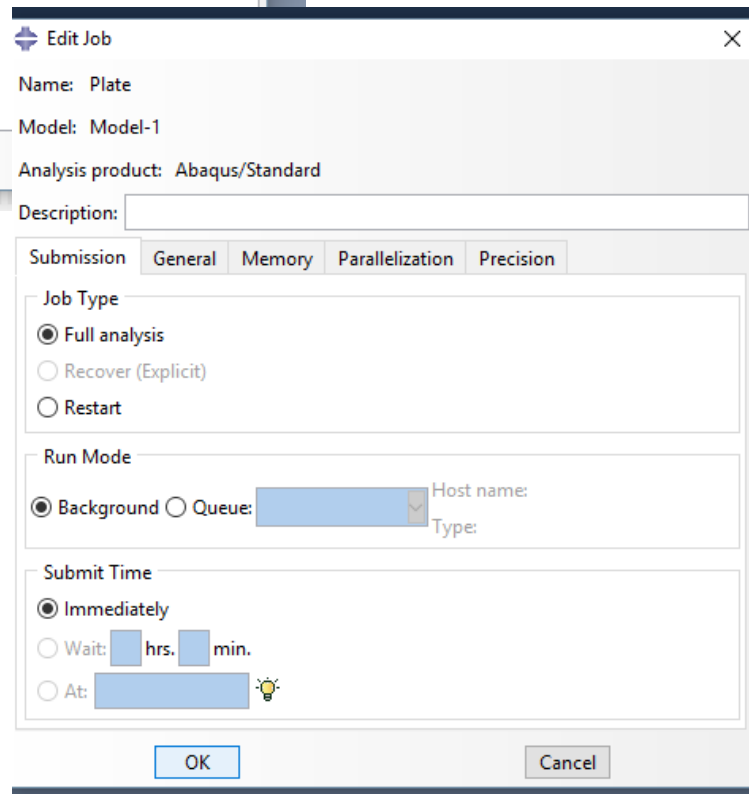 Edit Job
Name: Plate
Model: Model-1
Analysis product: Abaqus/Standard
Description:
Submission General Memory Parallelization Precision
Job Type
Full analysis
Recover (Explicit)
Restart
Run Mode
Background Queue: Host name:
Type:
Submit Time
Immediately
Wait: hrs. min.
At:
OK Cancel